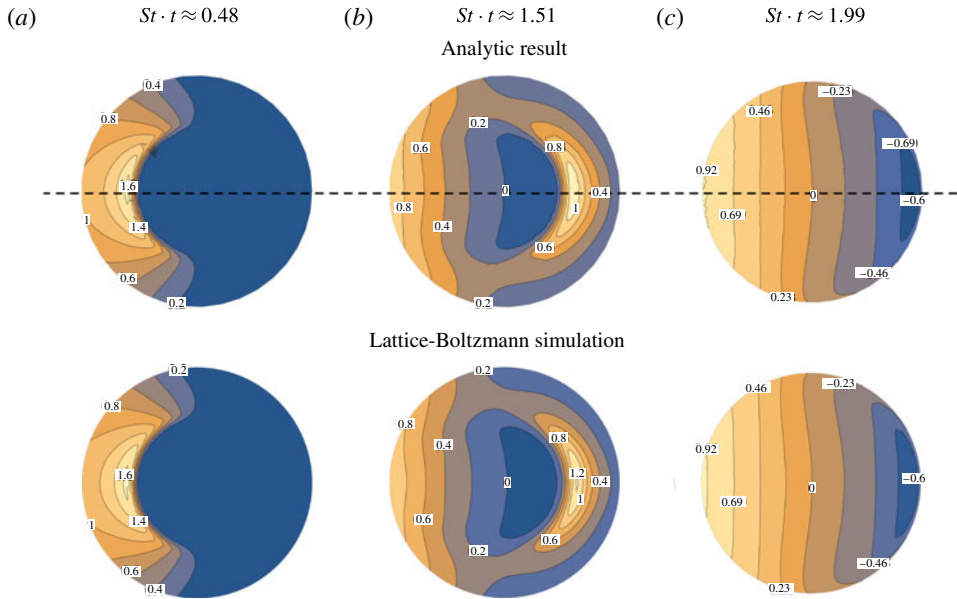 (a) St · t ≈ 0.48 (b) St · t ≈ 1.51 (c) St · t ≈ 1.99
Analytic result
0.4 0.8 1.6 1 1.4 0.6 0.2
0.2 0.6 0.8 0 0.4 0.8 1 0.4 0.6 0.2
−0.23 0.46 −0.69 0.92 0 −0.6 0.69 −0.46 0.23
Lattice-Boltzmann simulation
0.2 0.8 1.6 1 1.4 0.6 0.4
0.2 0.8 0.4 0.8 1.2 0 0.4 1 0.6 0.6 0.2
0.46 −0.23 0.92 −0.6 0 0.69 −0.46 0.23